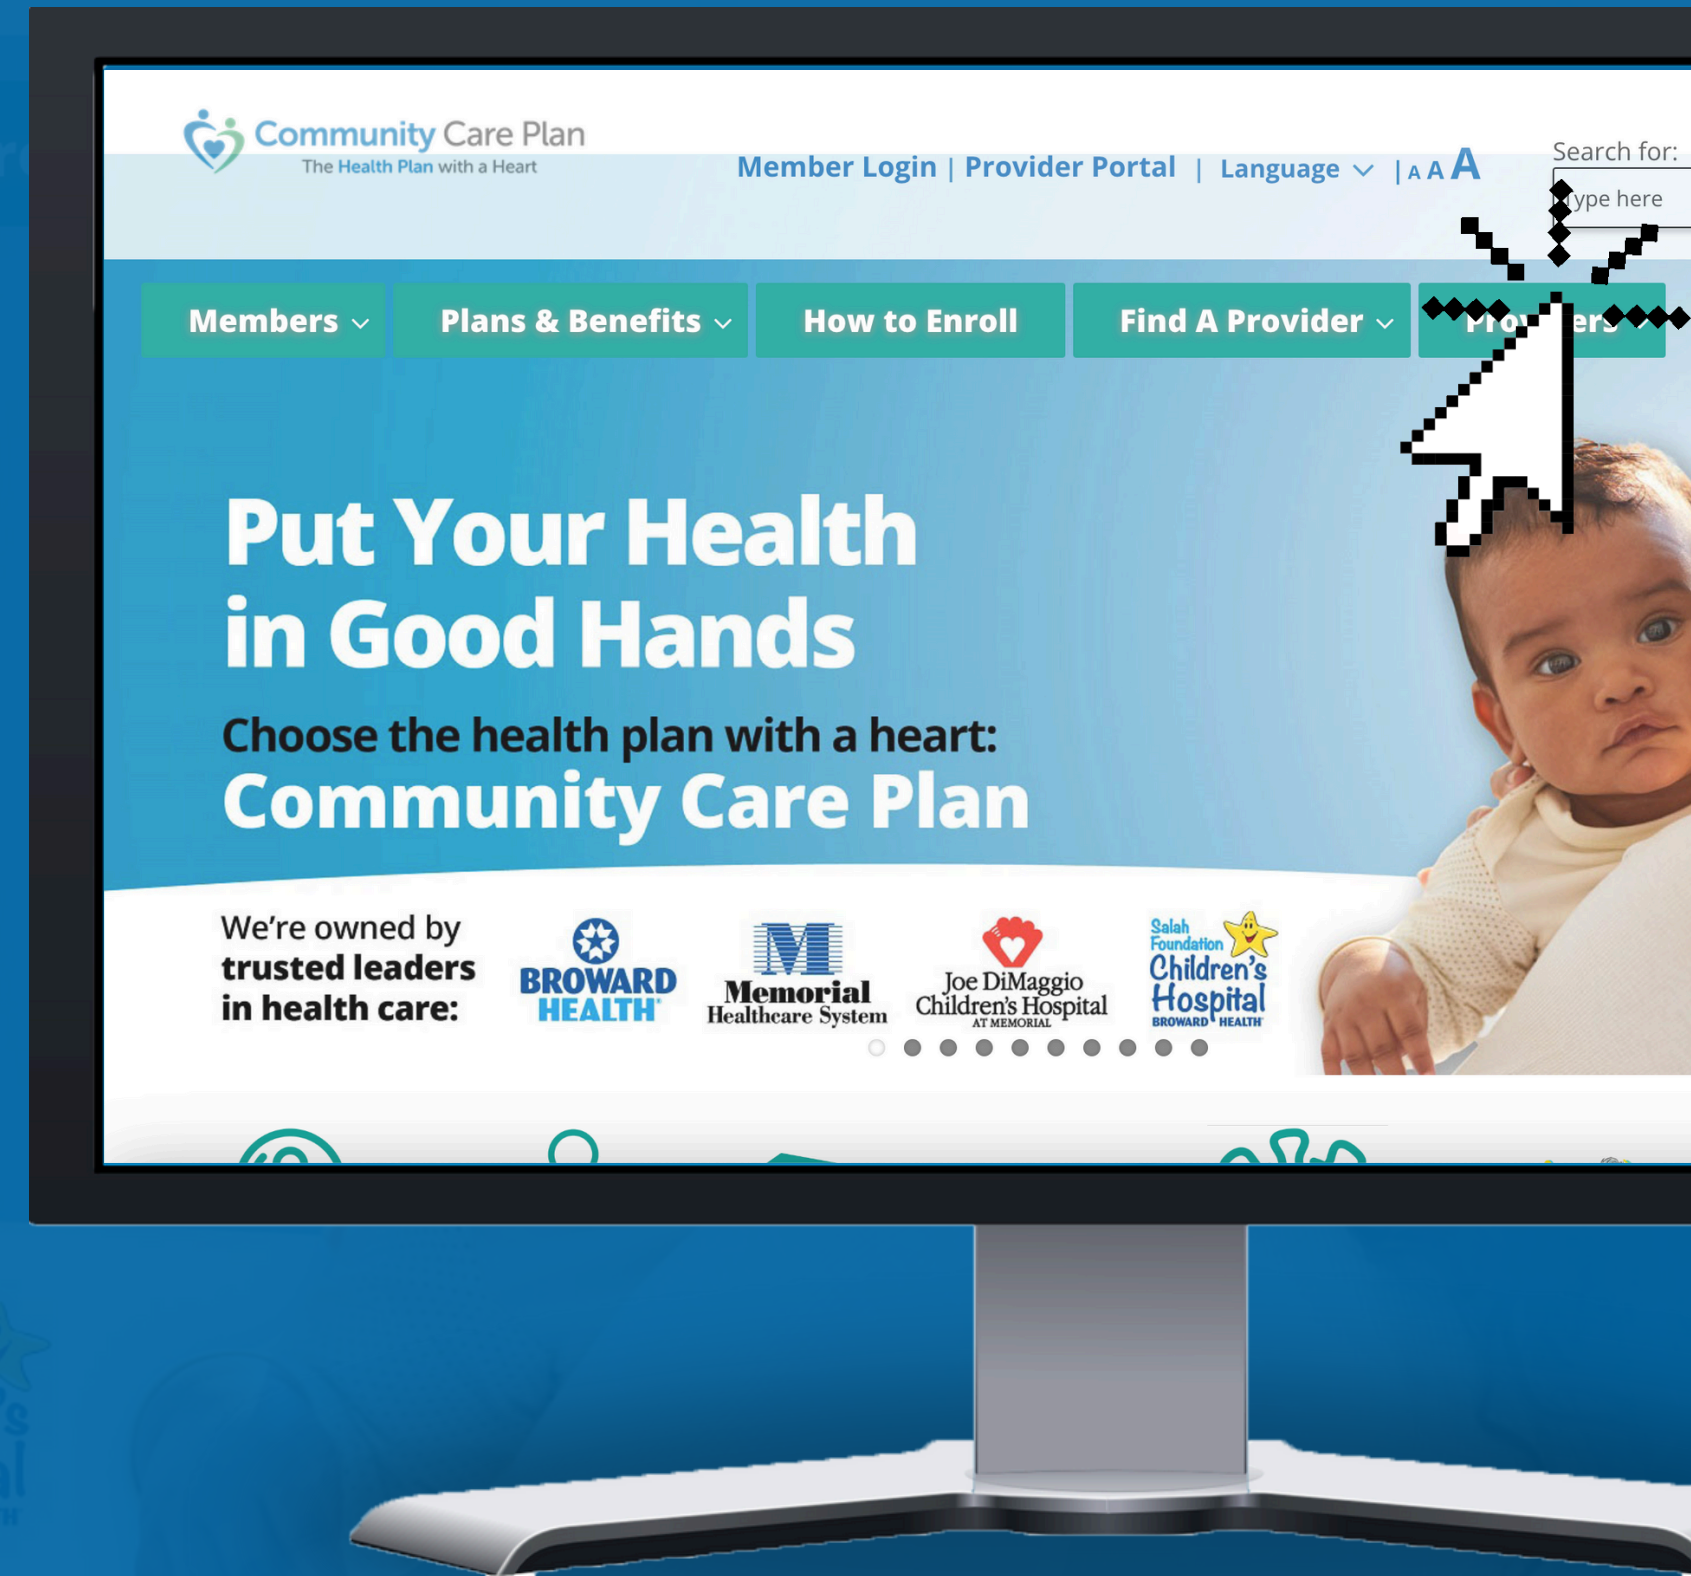 Community Care Plan
The Health Plan with a Heart
Member Login | Provider Portal | Language | A A A
Search for:
Type here
Members
Plans & Benefits
How to Enroll
Find A Provider
Providers
Put Your Health
in Good Hands
Choose the health plan with a heart:
Community Care Plan
We're owned by
trusted leaders
in health care:
BROWARD
HEALTH
M
Memorial
Healthcare System
Joe DiMaggio
Children's Hospital
AT MEMORIAL
Salah
Foundation
Children's
Hospital
BROWARD HEALTH